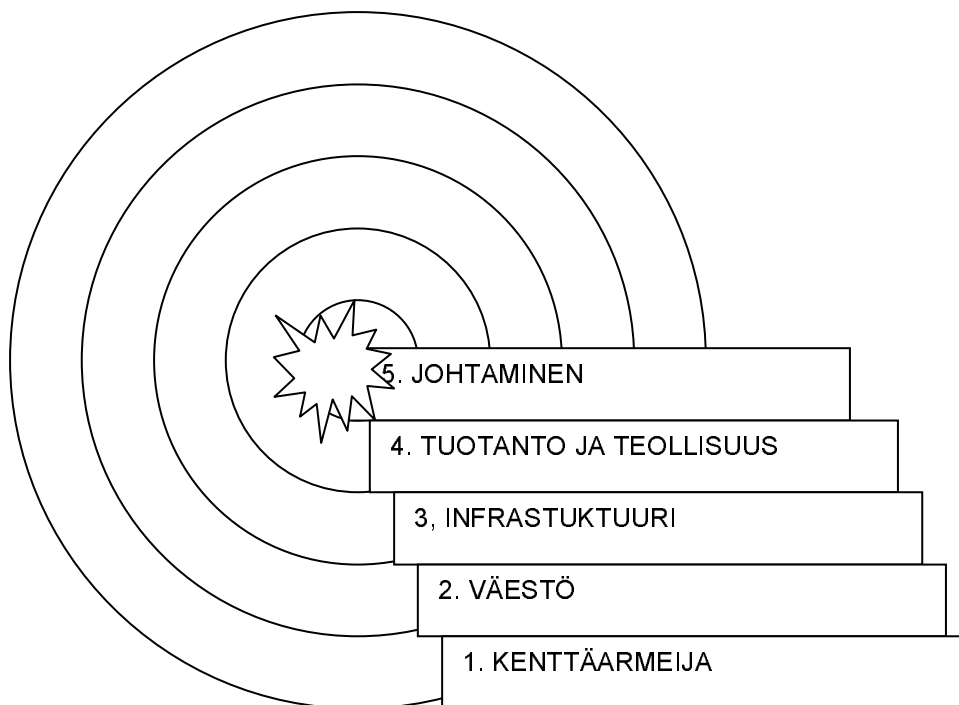 5. JOHTAMINEN
4. TUOTANTO JA TEOLLISUUS
3, INFRASTUKTUURI
2. VÄESTÖ
1. KENTTÄARMEIJA